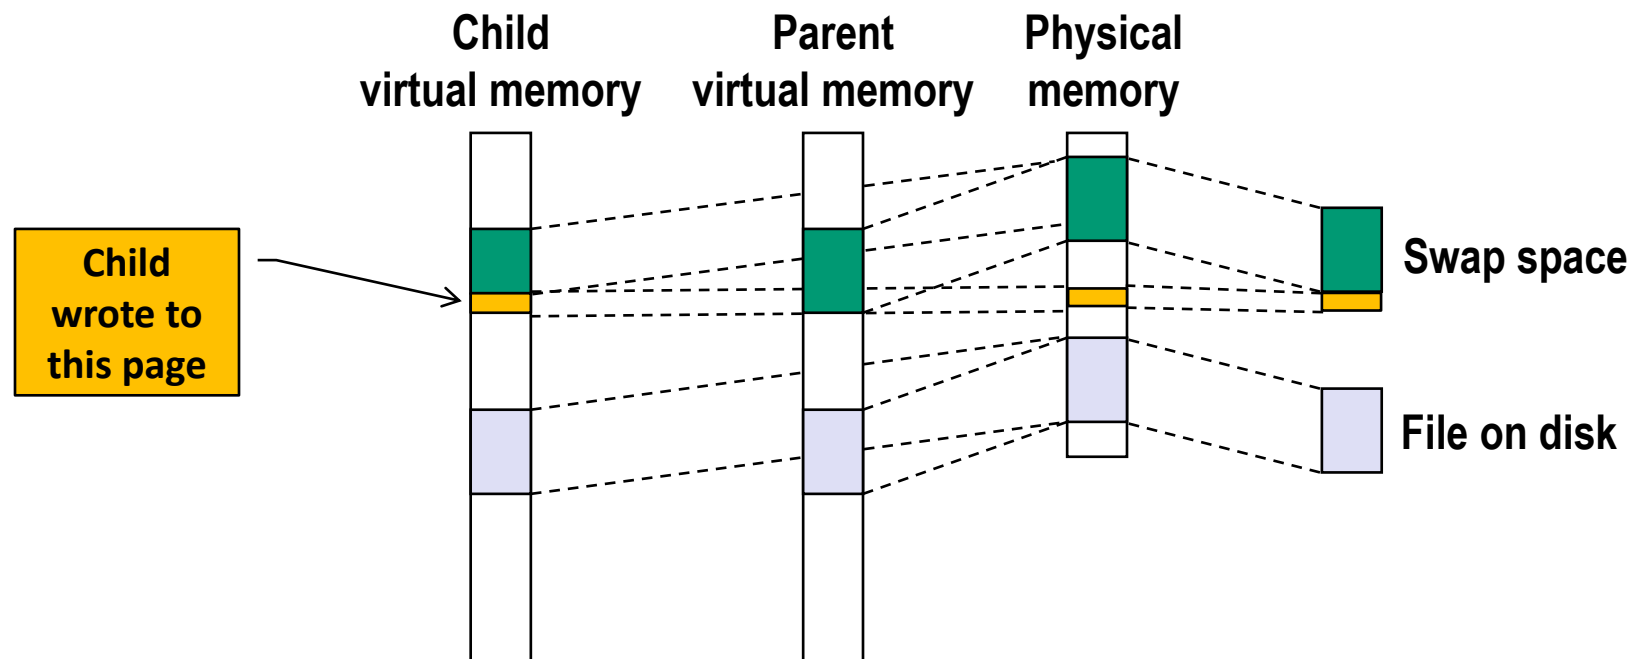 Child
virtual memory
Parent
virtual memory
Physical
memory
Child
wrote to
this page
Swap space
File on disk